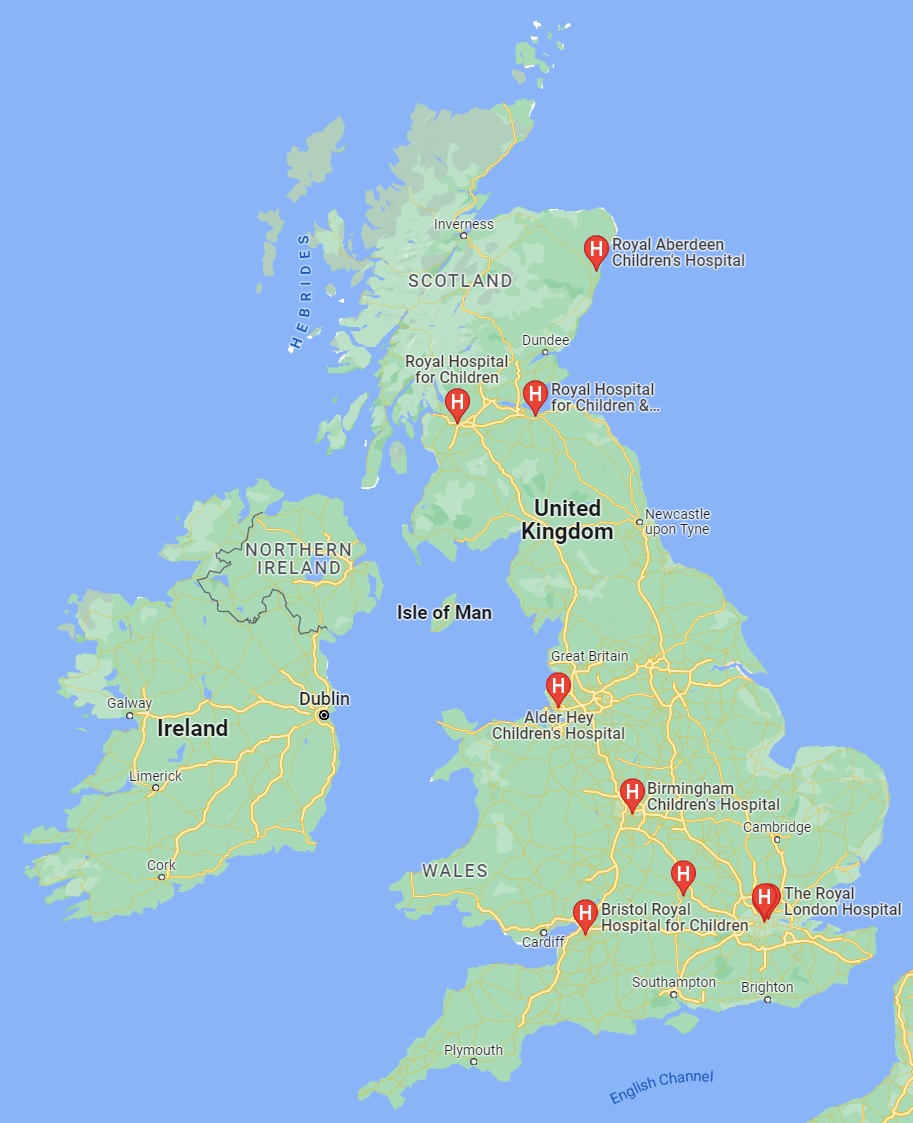 Inverness
HEBRIDES
Royal Aberdeen
Children's Hospital
SCOTLAND
Dundee
Royal Hospital
for Children
Royal Hospital
for Children &...
H
H
H
United
Kingdom
Newcastle
upon Tyne
NORTHERN
IRELAND
Isle of Man
Great Britain
H
Alder Hey
Children's Hospital
Dublin
Galway
Ireland
Limerick
H
Birmingham
Children's Hospital
Cambridge
Cork
WALES
H
H
The Royal
London Hospital
H
Bristol Royal
Hospital for Children
Cardiff
Southampton
Brighton
Plymouth
English Channel